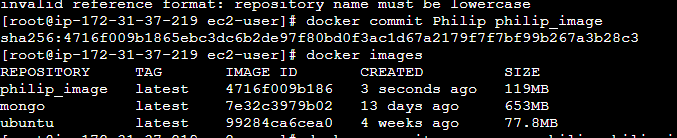 invalid reference format: repository name must be lowercase
[root@ip-172-31-37-219 ec2-user]# docker commit Philip philip_image
sha256:4716f009b1865ebc3dc6b2de97f80bd0f3ac1d67a2179f7f7bf99b267a3b28c3
[root@ip-172-31-37-219 ec2-user]# docker images
REPOSITORY TAG IMAGE ID CREATED SIZE
philip_image latest 4716f009b186 3 seconds ago 119MB
mongo latest 7e32c3979b02 13 days ago 653MB
ubuntu latest 99284ca6cea0 4 weeks ago 77.8MB